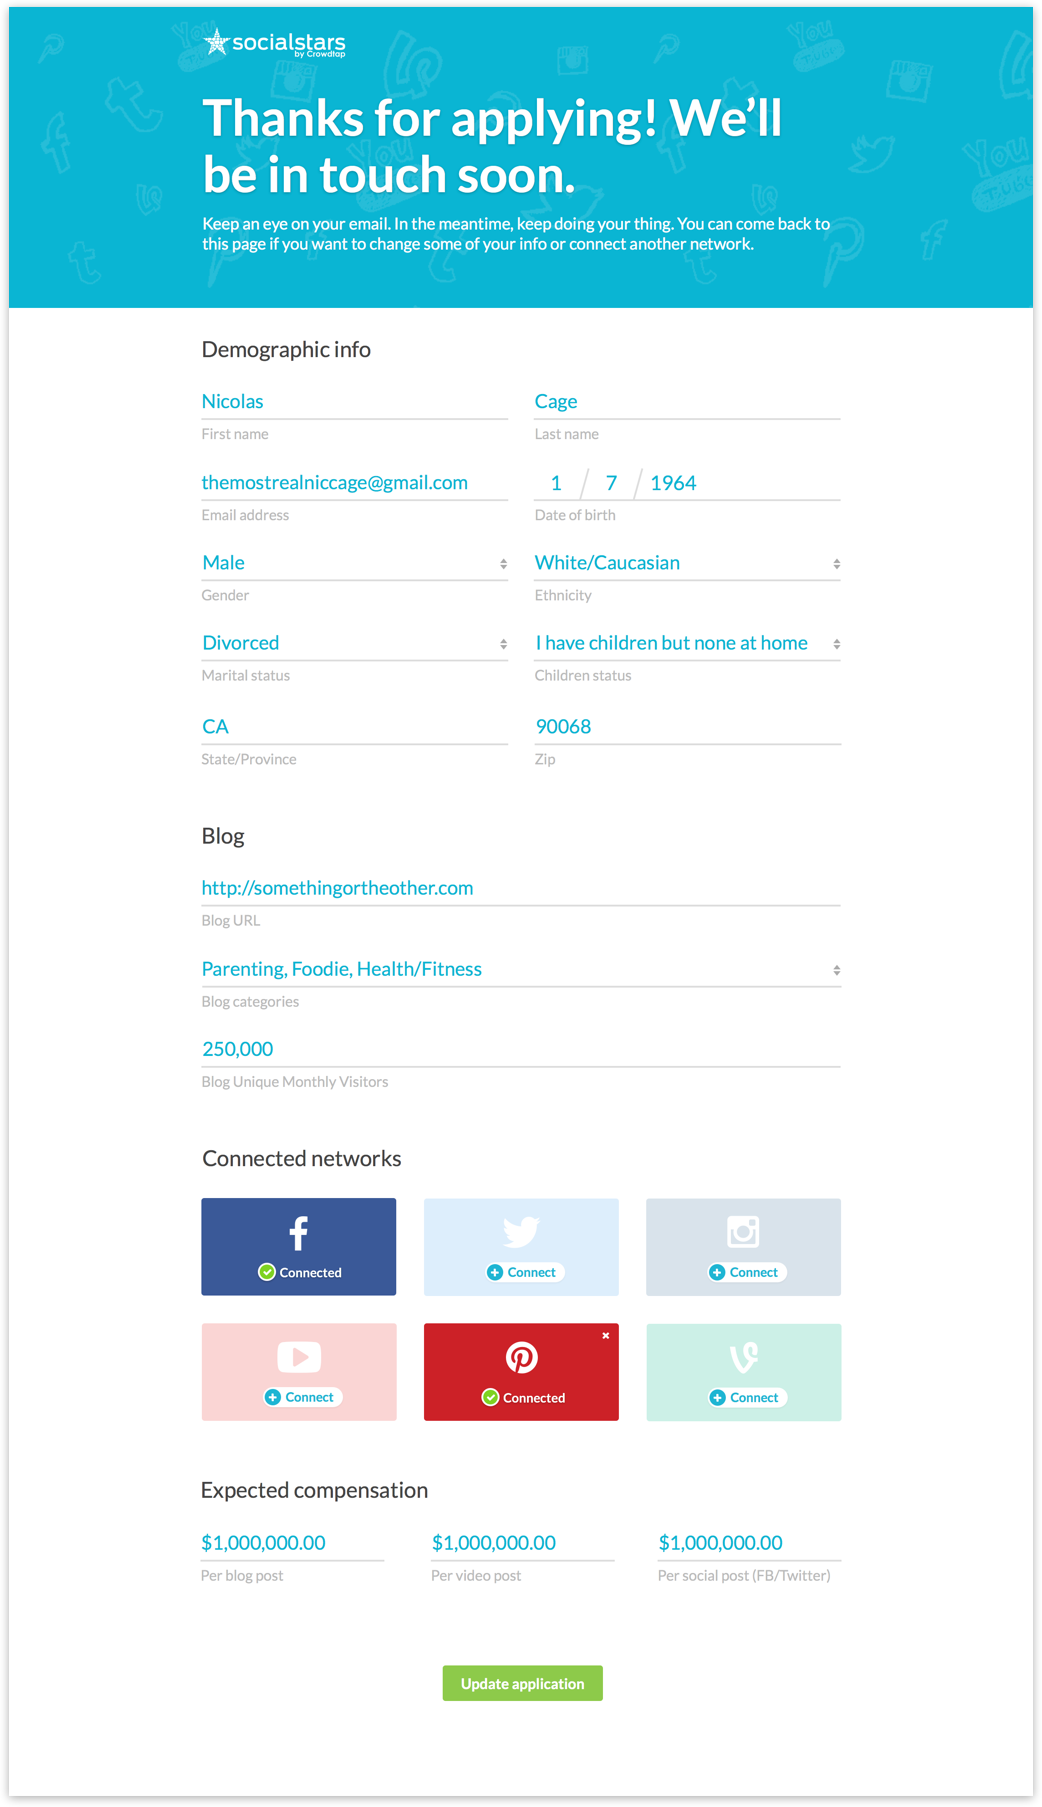 socialstars
by Crowdtap
Thanks for applying! We’ll
be in touch soon.
Keep an eye on your email. In the meantime, keep doing your thing. You can come back to
this page if you want to change some of your info or connect another network.
Demographic info
Nicolas
Cage
First name
Last name
themostrealniccage@gmail.com
1 / 7 / 1964
Email address
Date of birth
Male
White/Caucasian
Gender
Ethnicity
Divorced
I have children but none at home
Marital status
Children status
CA
90068
State/Province
Zip
Blog
http://somethingortheother.com
Blog URL
Parenting, Foodie, Health/Fitness
Blog categories
250,000
Blog Unique Monthly Visitors
Connected networks
Connected
Connect
Connect
Connect
Connected
Connect
Expected compensation
$1,000,000.00
$1,000,000.00
$1,000,000.00
Per blog post
Per video post
Per social post (FB/Twitter)
Update application